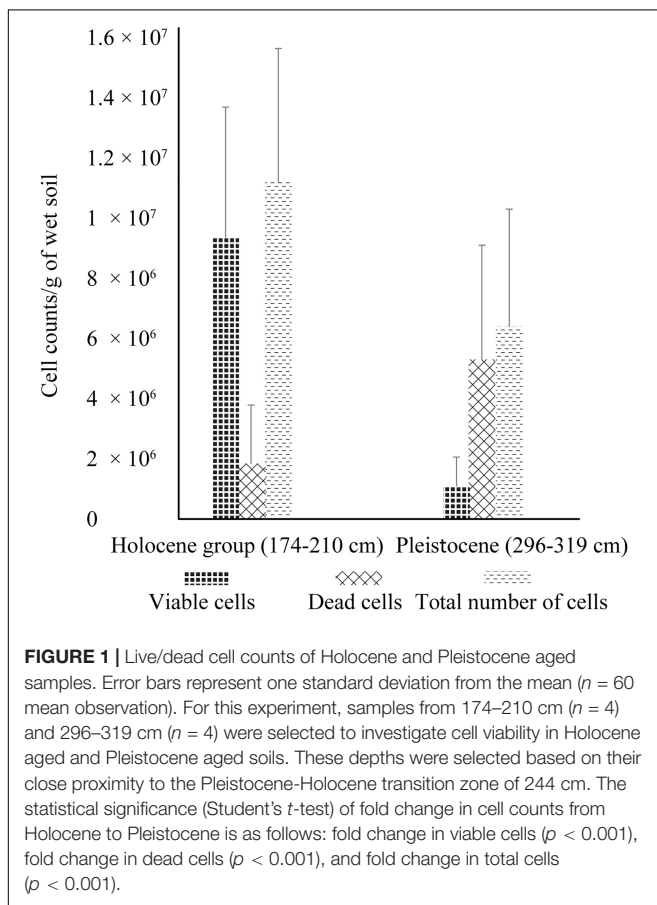 1.6 × 10⁷
1.4 × 10⁷
1.2 × 10⁷
1 × 10⁷
8 × 10⁶
6 × 10⁶
4 × 10⁶
2 × 10⁶
0
Cell counts/g of wet soil
Holocene group (174-210 cm) Pleistocene (296-319 cm)
Viable cells Dead cells Total number of cells
FIGURE 1 | Live/dead cell counts of Holocene and Pleistocene aged
samples. Error bars represent one standard deviation from the mean (n = 60
mean observation). For this experiment, samples from 174–210 cm (n = 4)
and 296–319 cm (n = 4) were selected to investigate cell viability in Holocene
aged and Pleistocene aged soils. These depths were selected based on their
close proximity to the Pleistocene-Holocene transition zone of 244 cm. The
statistical significance (Student's t-test) of fold change in cell counts from
Holocene to Pleistocene is as follows: fold change in viable cells (p < 0.001),
fold change in dead cells (p < 0.001), and fold change in total cells
(p < 0.001).